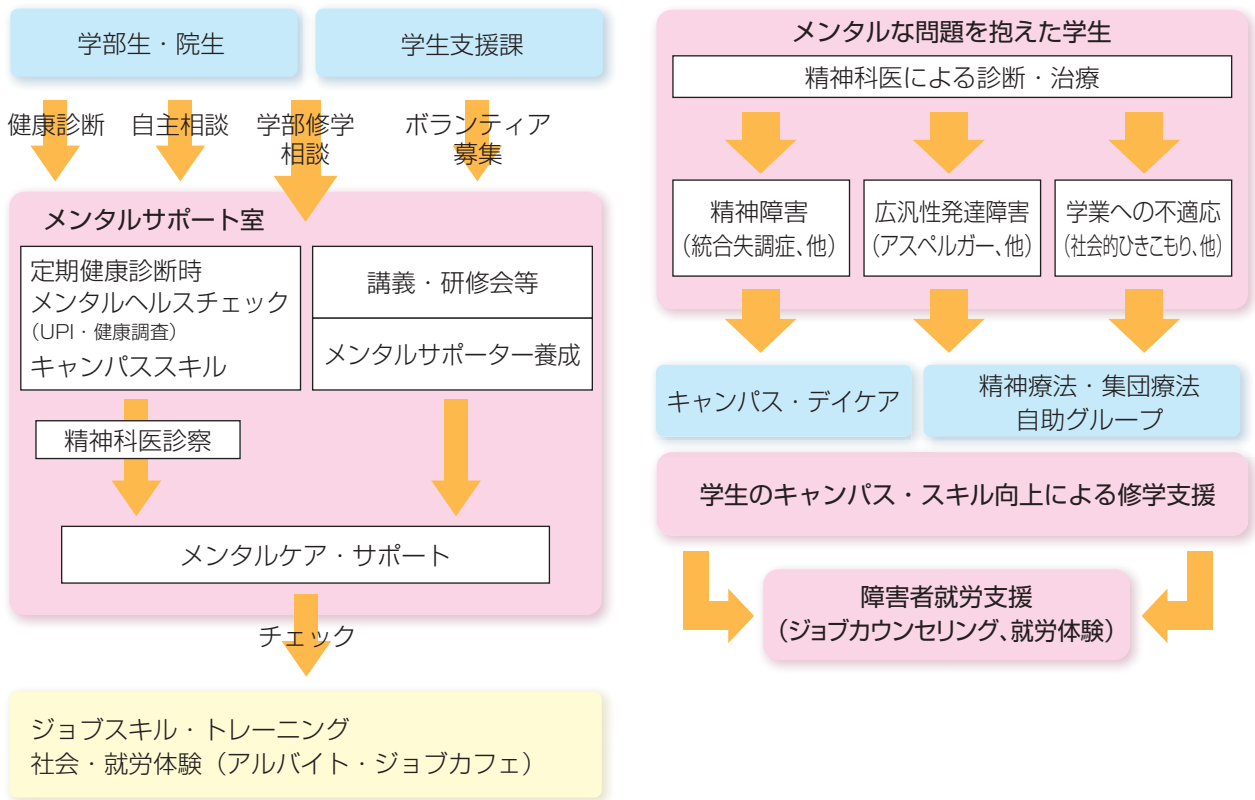 学部生・院生
学生支援課
健康診断
自主相談
学部修学
相談
ボランティア
募集
メンタルサポート室
定期健康診断時
メンタルヘルスチェック
（UPI・健康調査）
キャンパススキル
講義・研修会等
メンタルサポーター養成
精神科医診察
メンタルケア・サポート
チェック
ジョブスキル・トレーニング
社会・就労体験（アルバイト・ジョブカフェ）
メンタルな問題を抱えた学生
精神科医による診断・治療
精神障害
（統合失調症、他）
広汎性発達障害
（アスペルガー、他）
学業への不適応
（社会的ひきこもり、他）
キャンパス・デイケア
精神療法・集団療法
自助グループ
学生のキャンパス・スキル向上による修学支援
障害者就労支援
（ジョブカウンセリング、就労体験）